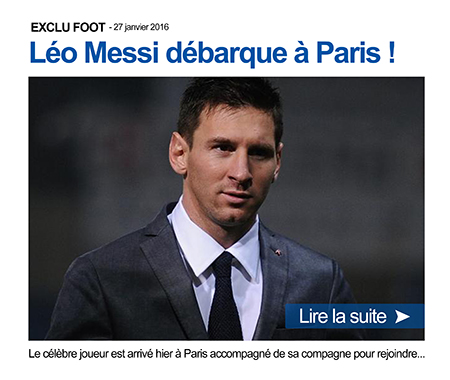 EXCLU FOOT - 27 janvier 2016
Léo Messi débarque à Paris !
Lire la suite ➤
Le célèbre joueur est arrivé hier à Paris accompagné de sa compagne pour rejoindre...